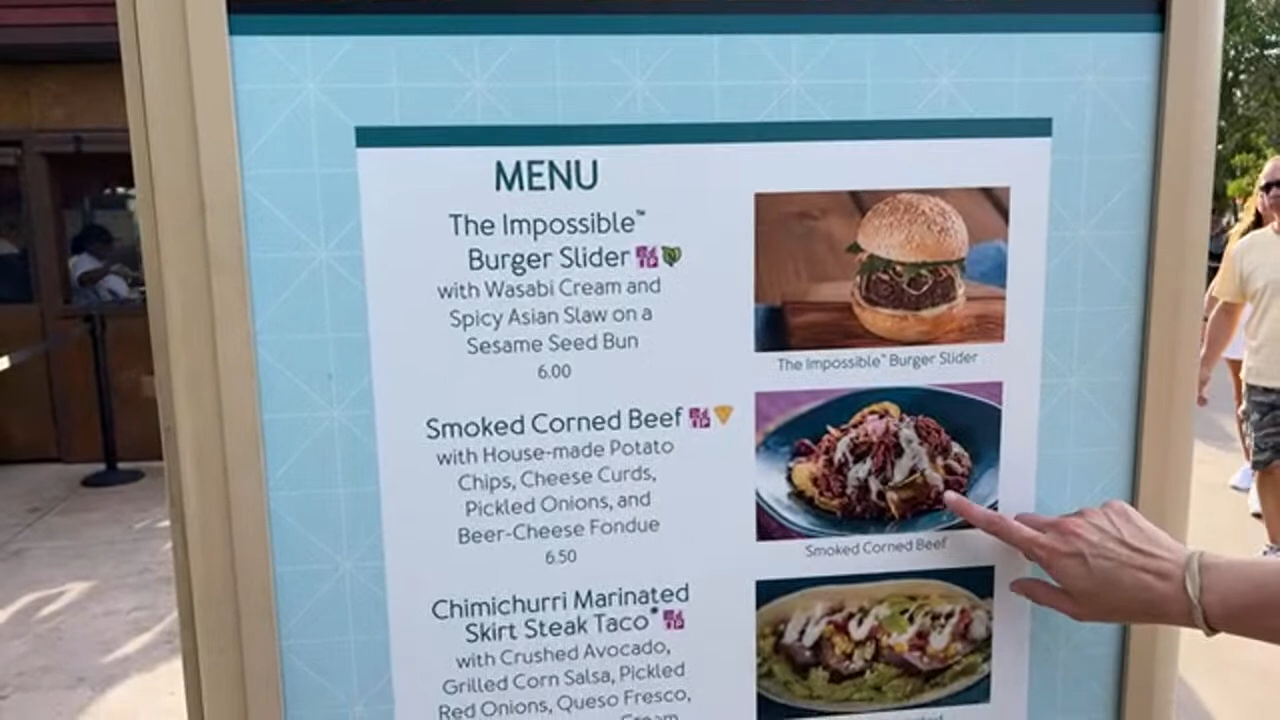 MENU
The Impossible™
Burger Slider
with Wasabi Cream and
Spicy Asian Slaw on a
Sesame Seed Bun
6.00
The Impossible™ Burger Slider
Smoked Corned Beef
with House-made Potato
Chips, Cheese Curds,
Pickled Onions, and
Beer-Cheese Fondue
6.50
Smoked Corned Beef
Chimichurri Marinated
Skirt Steak Taco*
with Crushed Avocado,
Grilled Corn Salsa, Pickled
Red Onions, Queso Fresco,
Cream